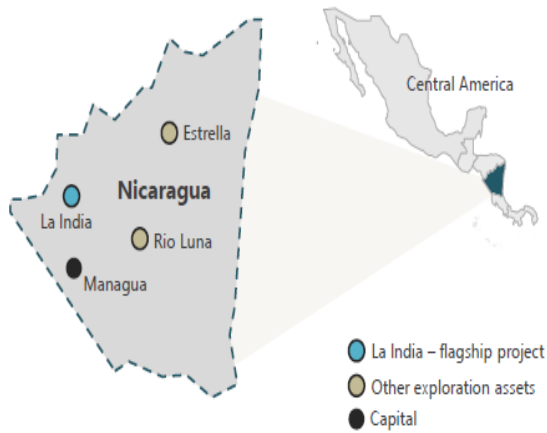 Central America
Estrella
Nicaragua
La India
Rio Luna
Managua
La India – flagship project
Other exploration assets
Capital